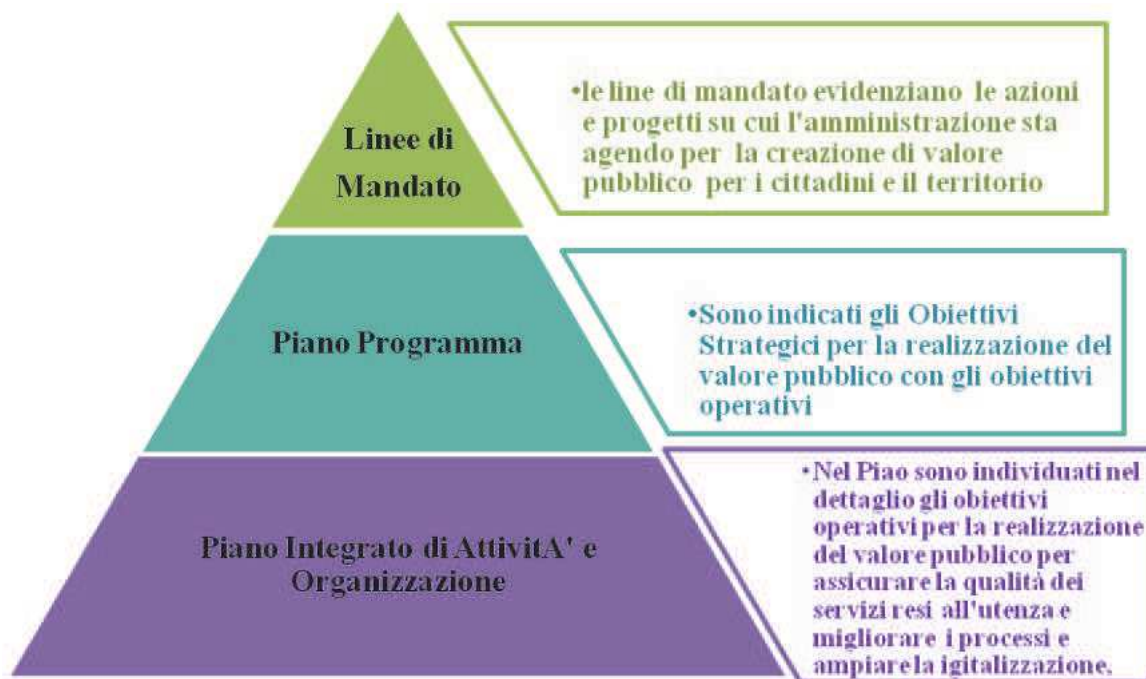 Linee di
Mandato
•le line di mandato evidenziano le azioni
e progetti su cui l'amministrazione sta
agendo per la creazione di valore
pubblico per i cittadini e il territorio
Piano Programma
•Sono indicati gli Obiettivi
Strategici per la realizzazione del
valore pubblico con gli obiettivi
operativi
Piano Integrato di AttivitA' e
Organizzazione
•Nel Piao sono individuati nel
dettaglio gli obiettivi
operativi per la realizzazione
del valore pubblico per
assicurare la qualità dei
servizi resi all'utenza e
migliorare i processi e
ampiare la igitalizzazione.